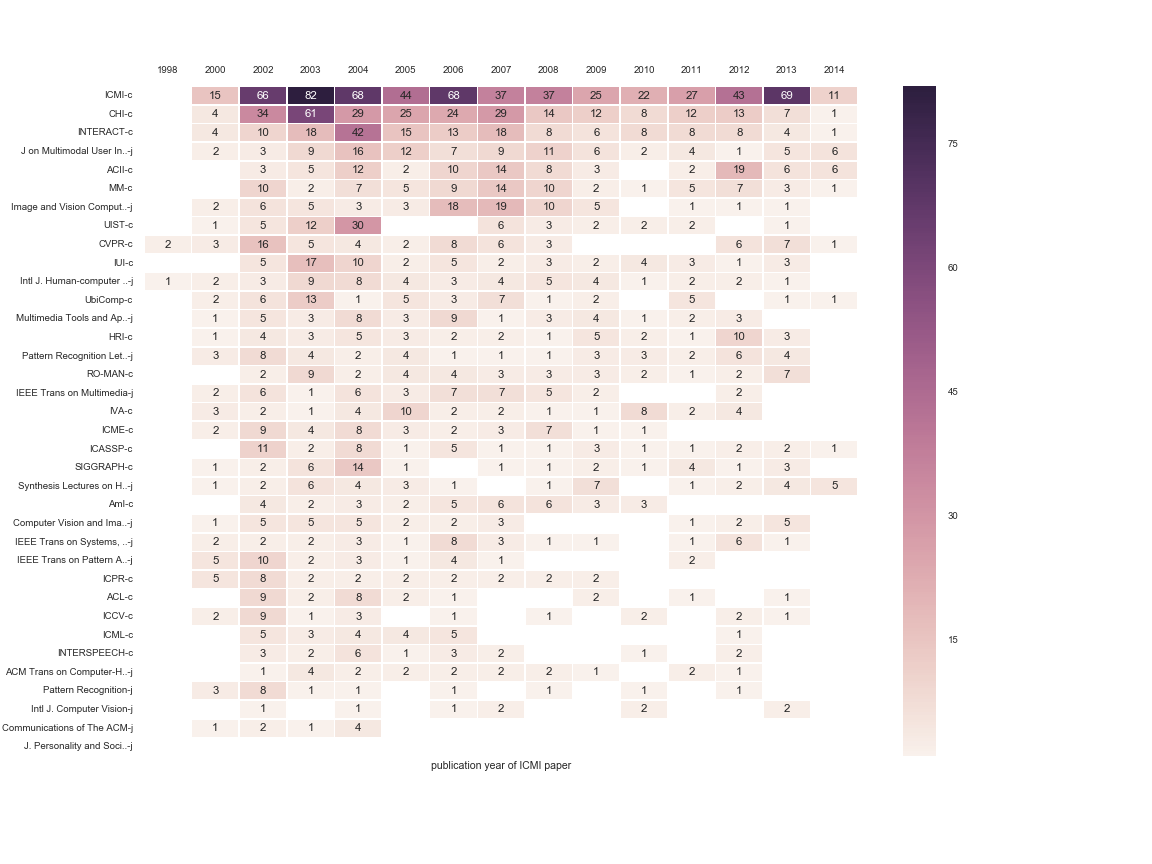 1998 2000 2002 2003 2004 2005 2006 2007 2008 2009 2010 2011 2012 2013 2014
ICMI-c 15 66 82 68 44 68 37 37 25 22 27 43 69 11
CHI-c 4 34 61 29 25 24 29 14 12 8 12 13 7 1
75
INTERACT-c 4 10 18 42 15 13 18 8 6 8 8 8 4 1
J on Multimodal User In..-j 2 3 9 16 12 7 9 11 6 2 4 1 5 6
ACII-c 3 5 12 2 10 14 8 3 2 19 6 6
MM-c 10 2 7 5 9 14 10 2 1 5 7 3 1
Image and Vision Comput..-j 2 6 5 3 3 18 19 10 5 1 1 1
UIST-c 1 5 12 30 6 3 2 2 2 1
CVPR-c 2 3 16 5 4 2 8 6 3 6 7 1
IUI-c 5 17 10 2 5 2 3 2 4 3 1 3
60
Intl J. Human-computer ..-j 1 2 3 9 8 4 3 4 5 4 1 2 2 1
UbiComp-c 2 6 13 1 5 3 7 1 2 5 1 1
Multimedia Tools and Ap..-j 1 5 3 8 3 9 1 3 4 1 2 3
HRI-c 1 4 3 5 3 2 2 1 5 2 1 10 3
Pattern Recognition Let..-j 3 8 4 2 4 1 1 1 3 3 2 6 4
RO-MAN-c 2 9 2 4 4 3 3 3 2 1 2 7
IEEE Trans on Multimedia-j 2 6 1 6 3 7 7 5 2 2
45
IVA-c 3 2 1 4 10 2 2 1 1 8 2 4
ICME-c 2 9 4 8 3 2 3 7 1 1
ICASSP-c 11 2 8 1 5 1 1 3 1 1 2 2 1
SIGGRAPH-c 1 2 6 14 1 1 1 2 1 4 1 3
Synthesis Lectures on H..-j 1 2 6 4 3 1 1 7 1 2 4 5
AmI-c 4 2 3 2 5 6 6 3 3
30
Computer Vision and Ima..-j 1 5 5 5 2 2 3 1 2 5
IEEE Trans on Systems, ..-j 2 2 2 3 1 8 3 1 1 1 6 1
IEEE Trans on Pattern A..-j 5 10 2 3 1 4 1 2
ICPR-c 5 8 2 2 2 2 2 2 2
ACL-c 9 2 8 2 1 2 1 1
ICCV-c 2 9 1 3 1 1 2 2 1
ICML-c 5 3 4 4 5 1
15
INTERSPEECH-c 3 2 6 1 3 2 1 2
ACM Trans on Computer-H..-j 1 4 2 2 2 2 2 1 2 1
Pattern Recognition-j 3 8 1 1 1 1 1 1
Intl J. Computer Vision-j 1 1 1 2 2 2
Communications of The ACM-j 1 2 1 4
J. Personality and Soci..-j
publication year of ICMI paper